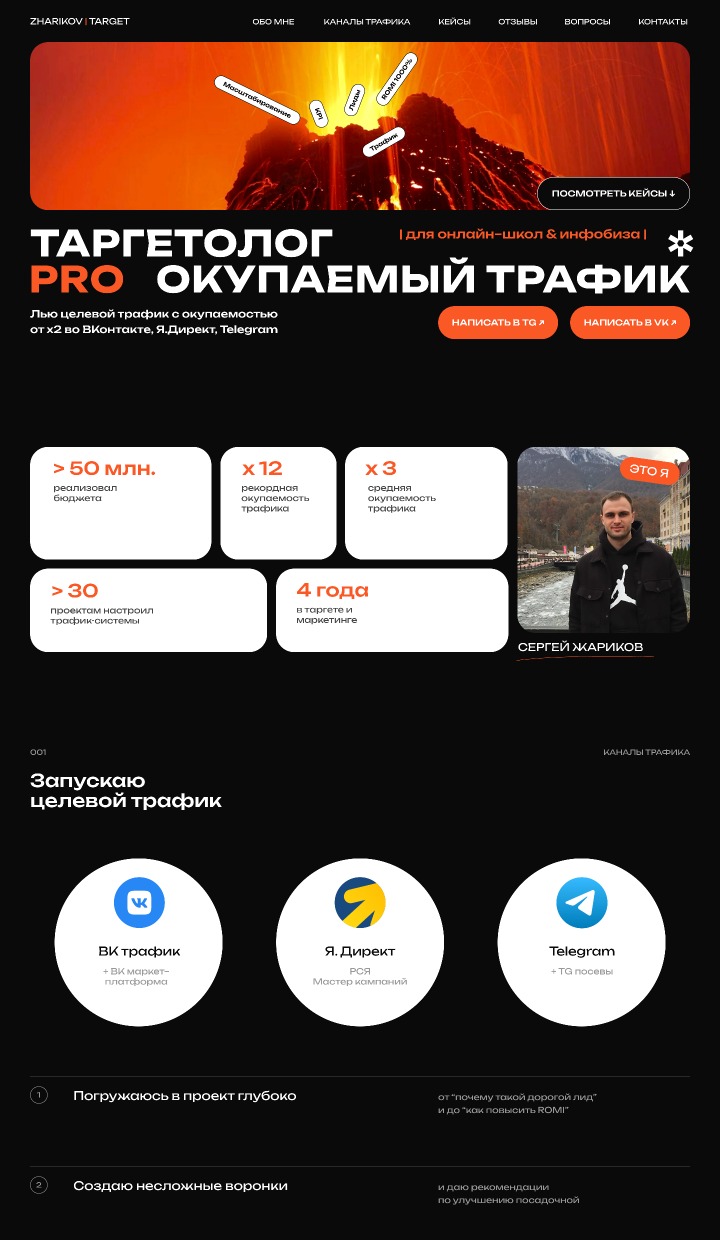 ZHARIKOV | TARGET
ОБО МНЕ
КАНАЛЫ ТРАФИКА
КЕЙСЫ
ОТЗЫВЫ
ВОПРОСЫ
КОНТАКТЫ
Масштабирование
KPI
Лиды
ROMI 1000%
Трафик
ПОСМОТРЕТЬ КЕЙСЫ ↓
ТАРГЕТОЛОГ
| для онлайн-школ & инфобиза |
PRO ОКУПАЕМЫЙ ТРАФИК
Лью целевой трафик с окупаемостью
от х2 во ВКонтакте, Я.Директ, Telegram
НАПИСАТЬ В TG ↗
НАПИСАТЬ В VK ↗
> 50 млн.
реализовал
бюджета
х 12
рекордная
окупаемость
трафика
х 3
средняя
окупаемость
трафика
ЭТО Я
> 30
проектам настроил
трафик-системы
4 года
в таргете и
маркетинге
СЕРГЕЙ ЖАРИКОВ
001
КАНАЛЫ ТРАФИКА
Запускаю
целевой трафик
ВК трафик
+ ВК маркет-
платформа
Я. Директ
РСЯ
Мастер кампаний
Telegram
+ TG посевы
1
Погружаюсь в проект глубоко
от “почему такой дорогой лид”
и до “как повысить ROMI”
2
Создаю несложные воронки
и даю рекомендации
по улучшению посадочной